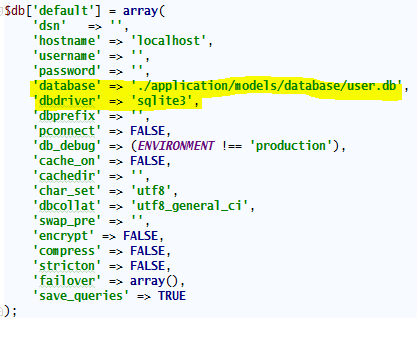 $db['default'] = array(
'dsn' => '',
'hostname' => 'localhost',
'username' => '',
'password' => '',
'database' => './application/models/database/user.db',
'dbdriver' => 'sqlite3',
'dbprefix' => '',
'pconnect' => FALSE,
'db_debug' => (ENVIRONMENT !== 'production'),
'cache_on' => FALSE,
'cachedir' => '',
'char_set' => 'utf8',
'dbcollat' => 'utf8_general_ci',
'swap_pre' => '',
'encrypt' => FALSE,
'compress' => FALSE,
'stricton' => FALSE,
'failover' => array(),
'save_queries' => TRUE
);